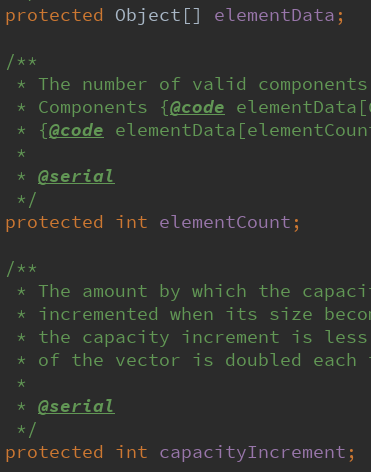 protected Object[] elementData;
/**
* The number of valid components
* Components {@code elementData[
* {@code elementData[elementCount
*
* @serial
*/
protected int elementCount;
/**
* The amount by which the capaci
* incremented when its size beco
* the capacity increment is less
* of the vector is doubled each
*
* @serial
*/
protected int capacityIncrement;